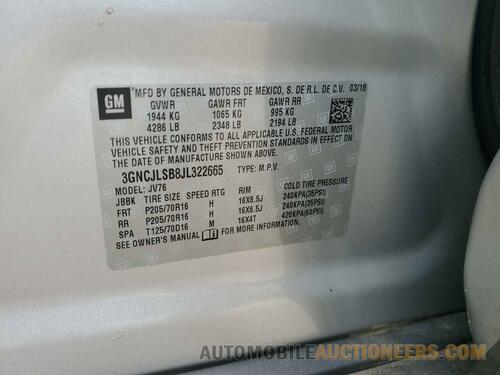 GM
MFD BY GENERAL MOTORS DE MEXICO, S. DE R.L. DE C.V. 03/18
GVWR GAWR FRT GAWR RR
1944 KG 1065 KG 995 KG
4286 LB 2348 LB 2194 LB
THIS VEHICLE CONFORMS TO ALL APPLICABLE U.S. FEDERAL MOTOR
VEHICLE SAFETY AND THEFT PREVENTION STANDARDS IN EFFECT ON THE
DATE OF MANUFACTURE SHOWN ABOVE.
3GNCJLSB8JL322665 TYPE: M.P.V.
MODEL: JV76
JBBK TIRE SIZE SPEED RTG RIM COLD TIRE PRESSURE
FRT P205/70R16 H 16X6.5J 240KPA(35PSI)
RR P205/70R16 H 16X6.5J 240KPA(35PSI)
SPA T125/70D16 M 16X4T 420KPA(60PSI)
SEE OWNER'S MANUAL FOR MORE INFORMATION.
AUTOMOBILEAUCTIONEERS.COM/